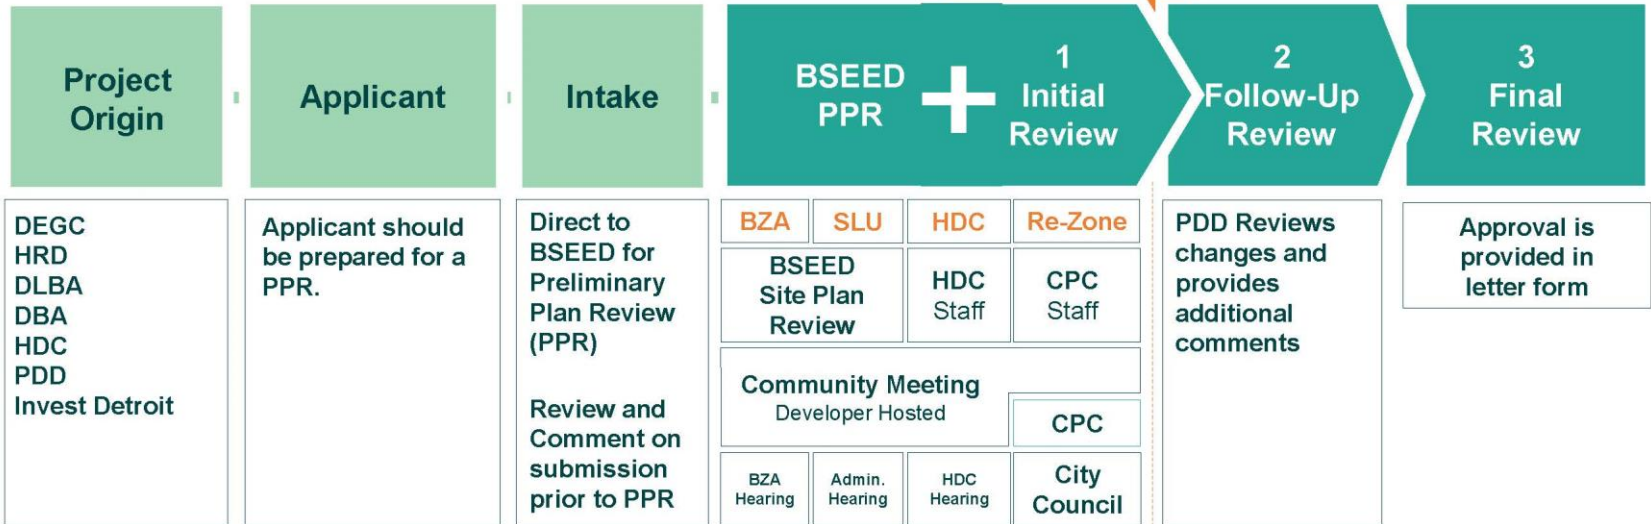 Project
Origin
Applicant
Intake
BSEED
PPR
+
1
Initial
Review
2
Follow-Up
Review
3
Final
Review
DEGC
HRD
DLBA
DBA
HDC
PDD
Invest Detroit
Applicant should
be prepared for a
PPR.
Direct to
BSEED for
Preliminary
Plan Review
(PPR)
Review and
Comment on
submission
prior to PPR
BZA
SLU
HDC
Re-Zone
BSEED
Site Plan
Review
HDC
Staff
CPC
Staff
Community Meeting
Developer Hosted
CPC
BZA
Hearing
Admin.
Hearing
HDC
Hearing
City
Council
PDD Reviews
changes and
provides
additional
comments
Approval is
provided in
letter form